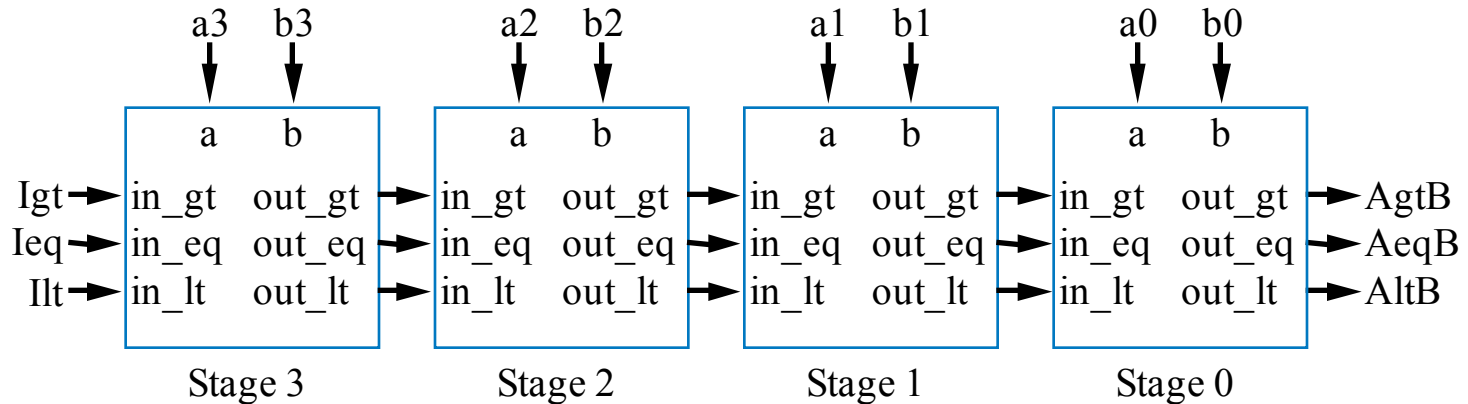 a3 b3 a2 b2 a1 b1 a0 b0
a b a b a b a b
Igt in_gt out_gt in_gt out_gt in_gt out_gt in_gt out_gt AgtB
Ieq in_eq out_eq in_eq out_eq in_eq out_eq in_eq out_eq AeqB
Ilt in_lt out_lt in_lt out_lt in_lt out_lt in_lt out_lt AltB
Stage 3 Stage 2 Stage 1 Stage 0